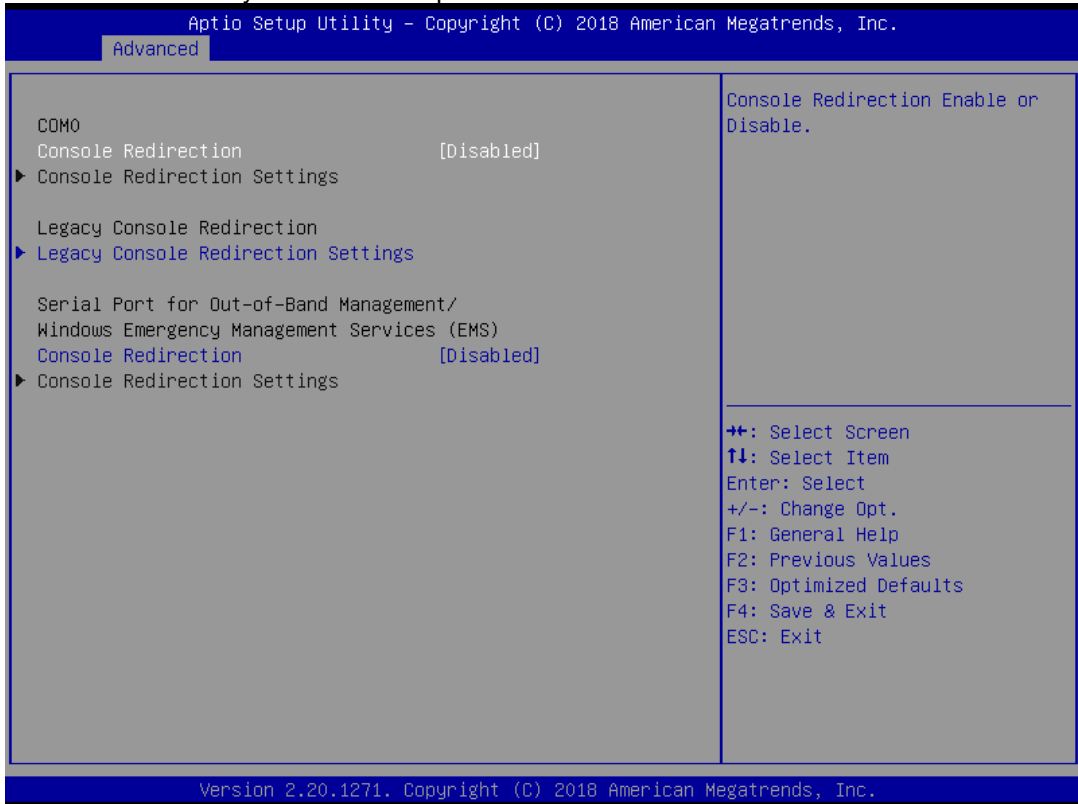 Aptio Setup Utility – Copyright (C) 2018 American Megatrends, Inc.
Advanced
COM0
Console Redirection [Disabled]
▶ Console Redirection Settings
Legacy Console Redirection
▶ Legacy Console Redirection Settings
Serial Port for Out-of-Band Management/
Windows Emergency Management Services (EMS)
Console Redirection [Disabled]
▶ Console Redirection Settings
Console Redirection Enable or
Disable.
→←: Select Screen
↑↓: Select Item
Enter: Select
+/-: Change Opt.
F1: General Help
F2: Previous Values
F3: Optimized Defaults
F4: Save & Exit
ESC: Exit
Version 2.20.1271. Copyright (C) 2018 American Megatrends, Inc.